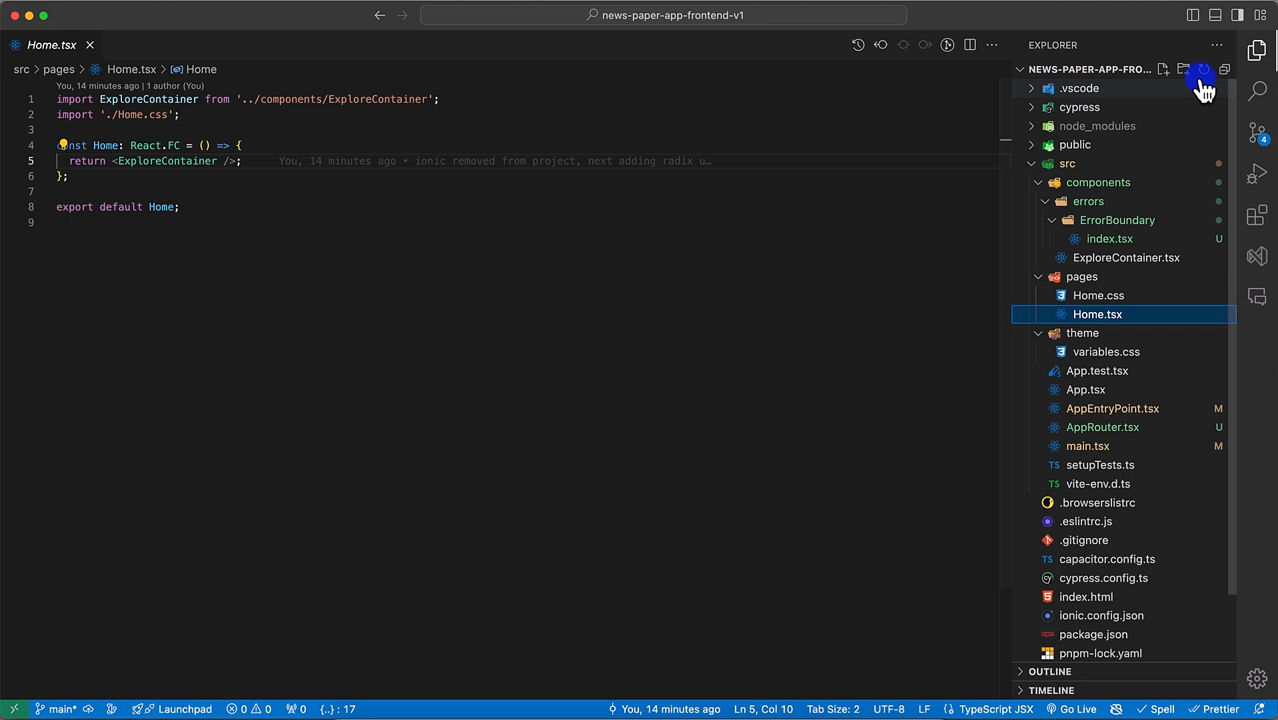 news-paper-app-frontend-v1
Home.tsx
EXPLORER
src > pages > Home.tsx > Home
NEWS-PAPER-APP-FRO...
You, 14 minutes ago | 1 author (You)
1 import ExploreContainer from '../components/ExploreContainer';
2 import './Home.css';
3
4 const Home: React.FC = () => {
5 return <ExploreContainer />; You, 14 minutes ago • ionic removed from project, next adding radix u…
6 };
7
8 export default Home;
9
.vscode
cypress
node_modules
public
src
components
errors
ErrorBoundary
index.tsx U
ExploreContainer.tsx
pages
Home.css
Home.tsx
theme
variables.css
App.test.tsx
App.tsx
AppEntryPoint.tsx M
AppRouter.tsx U
main.tsx M
TS setupTests.ts
TS vite-env.d.ts
.browserslistrc
.eslintrc.js
.gitignore
TS capacitor.config.ts
cypress.config.ts
index.html
ionic.config.json
package.json
pnpm-lock.yaml
OUTLINE
TIMELINE
4
main* Launchpad 0 0 0 {..} : 17 You, 14 minutes ago Ln 5, Col 10 Tab Size: 2 UTF-8 LF {} TypeScript JSX Go Live Spell Prettier